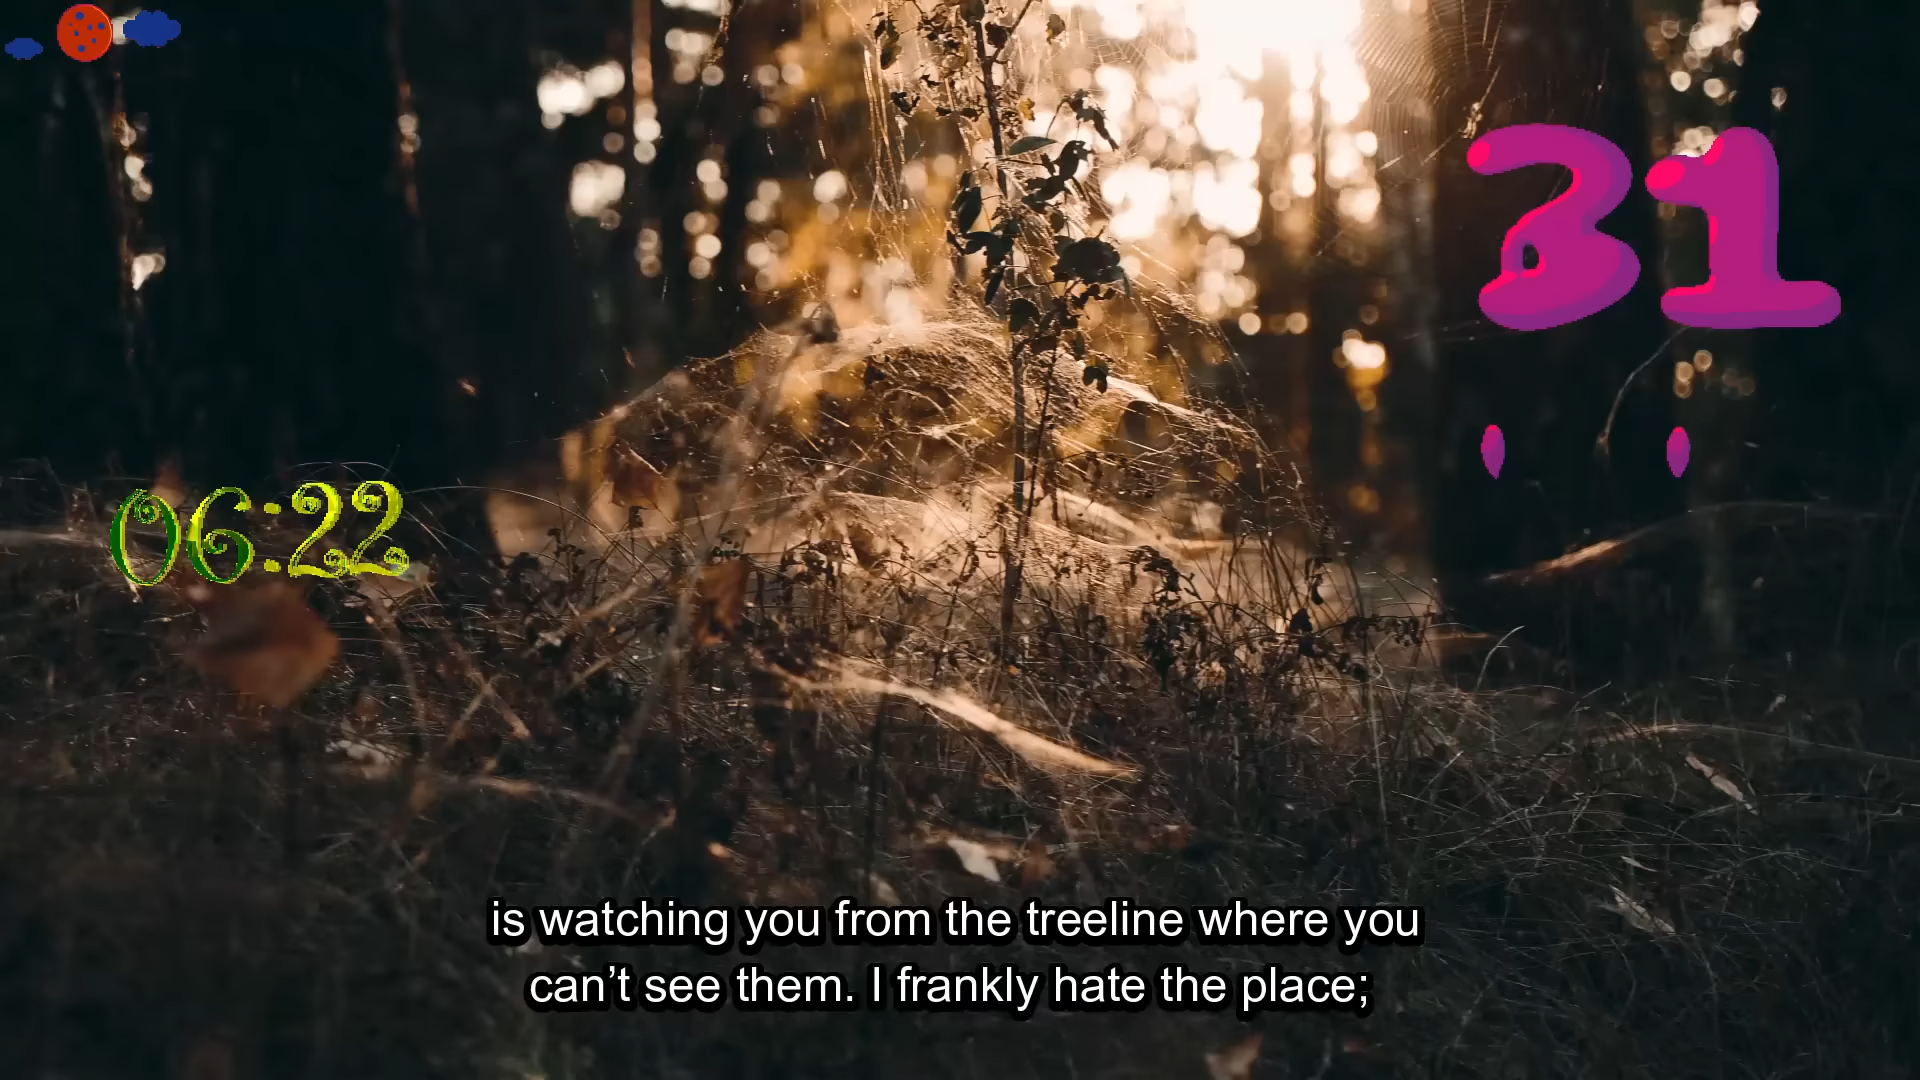 31
06:22
is watching you from the treeline where you
can’t see them. I frankly hate the place;